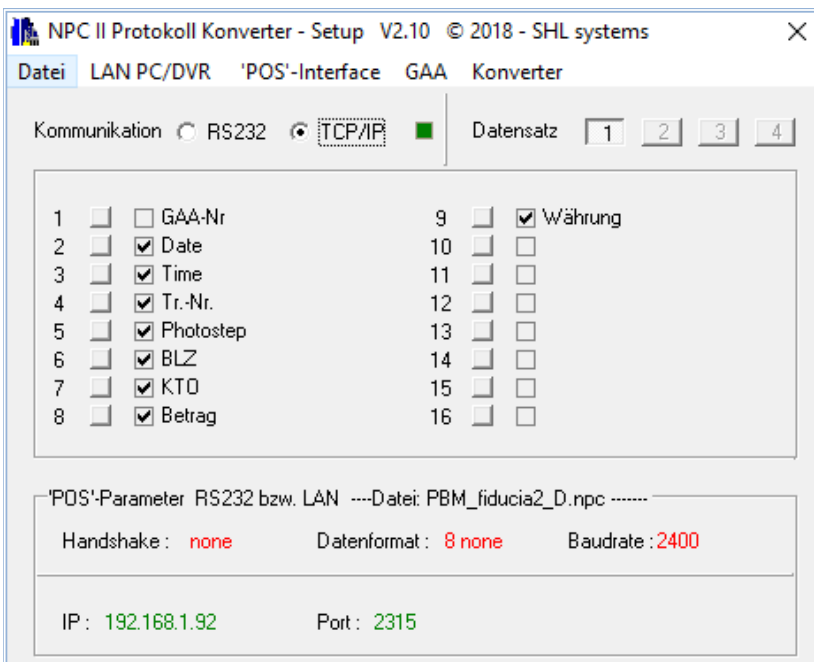 NPC II Protokoll Konverter - Setup V2.10 © 2018 - SHL systems
Datei LAN PC/DVR 'POS'-Interface GAA Konverter
Kommunikation RS232 TCP/IP Datensatz 1 2 3 4
1 GAA-Nr 9 Währung
2 Date 10
3 Time 11
4 Tr.-Nr. 12
5 Photostep 13
6 BLZ 14
7 KTO 15
8 Betrag 16
'POS'-Parameter RS232 bzw. LAN ----Datei: PBM_fiducia2_D.npc -------
Handshake : none Datenformat : 8 none Baudrate : 2400
IP : 192.168.1.92 Port : 2315